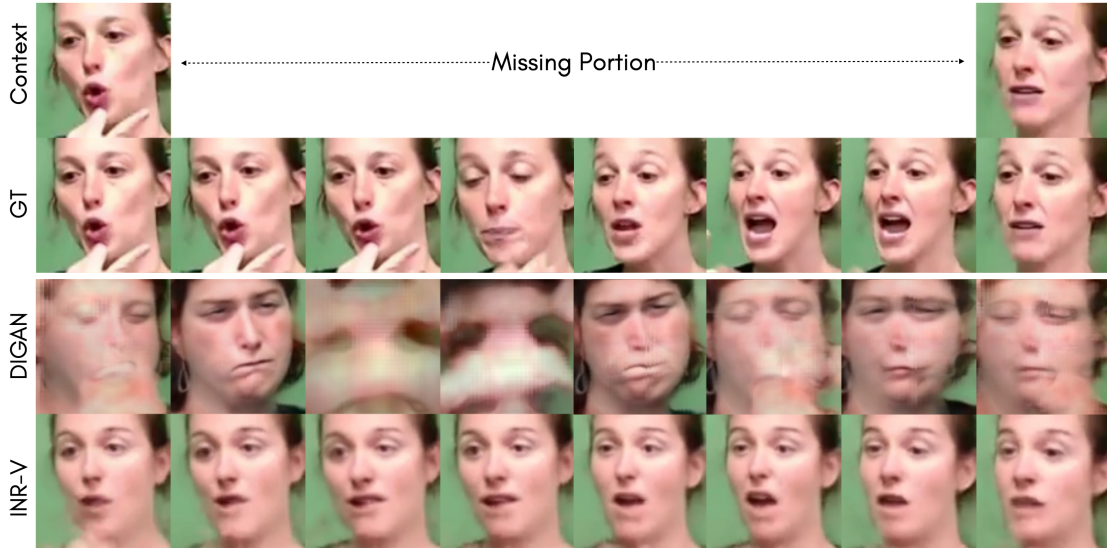 Context
Missing Portion
GT
DIGAN
INR-V